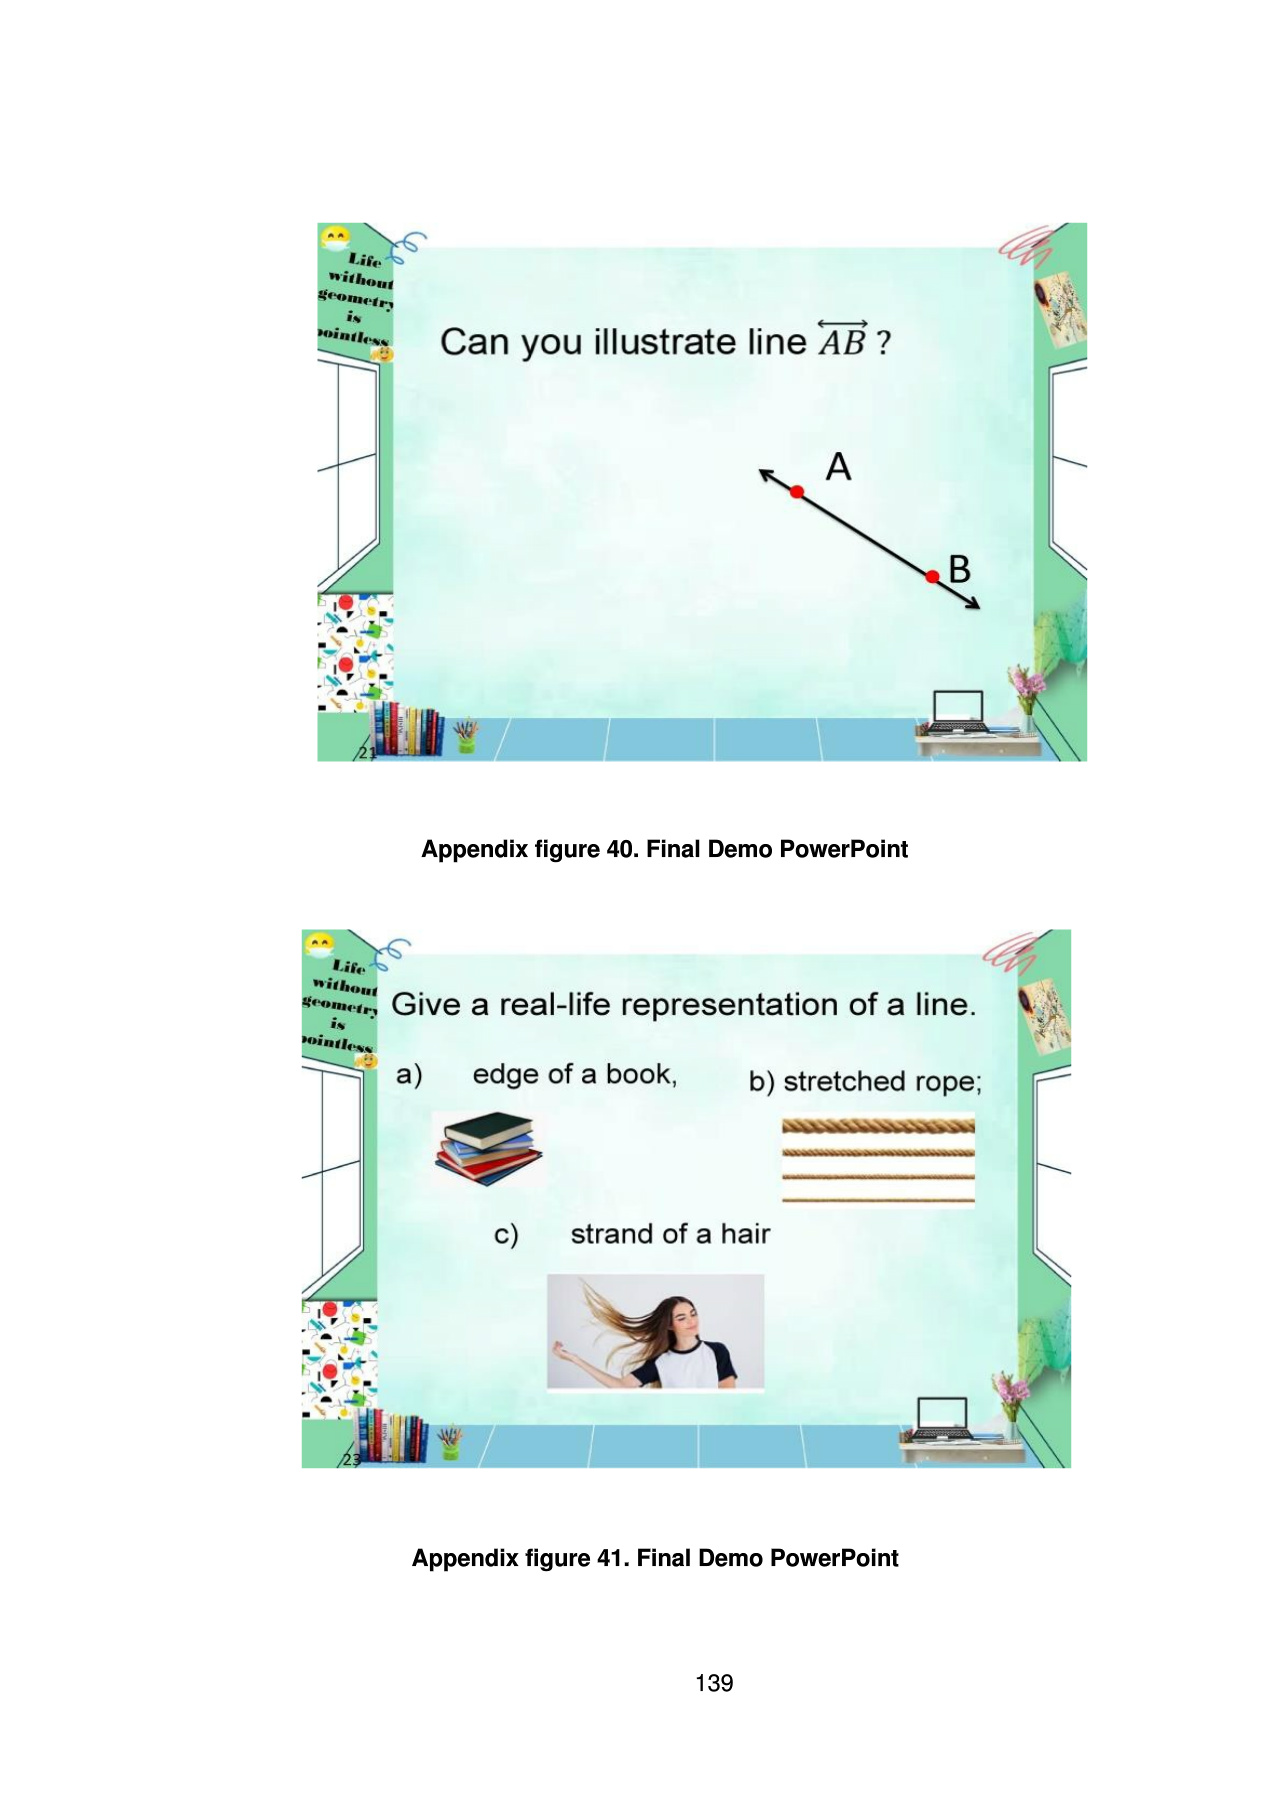 Life
without
geometry
is
pointless
Can you illustrate line AB ?
A
B
21
Appendix figure 40. Final Demo PowerPoint
Life
without
geometry
is
pointless
Give a real-life representation of a line.
a) edge of a book, b) stretched rope;
c) strand of a hair
23
Appendix figure 41. Final Demo PowerPoint
139